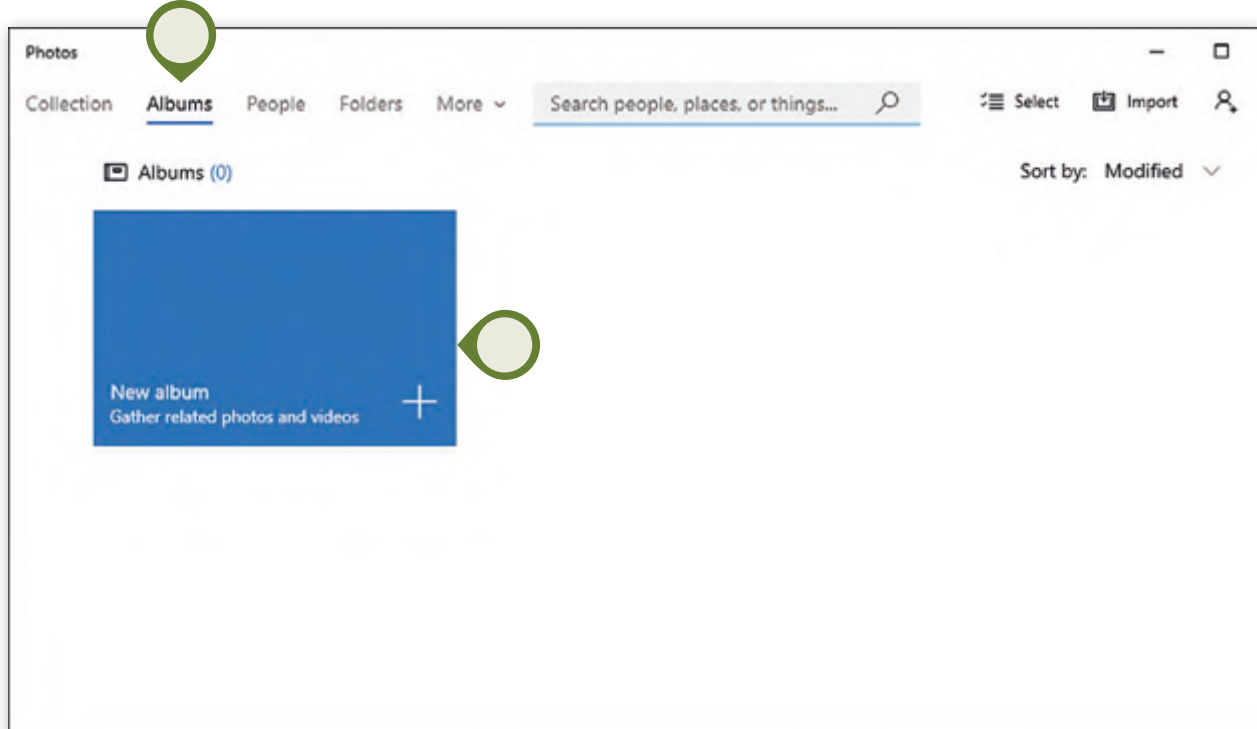 Photos
Collection Albums People Folders More Search people, places, or things... Select Import
Albums (0) Sort by: Modified
New album
Gather related photos and videos